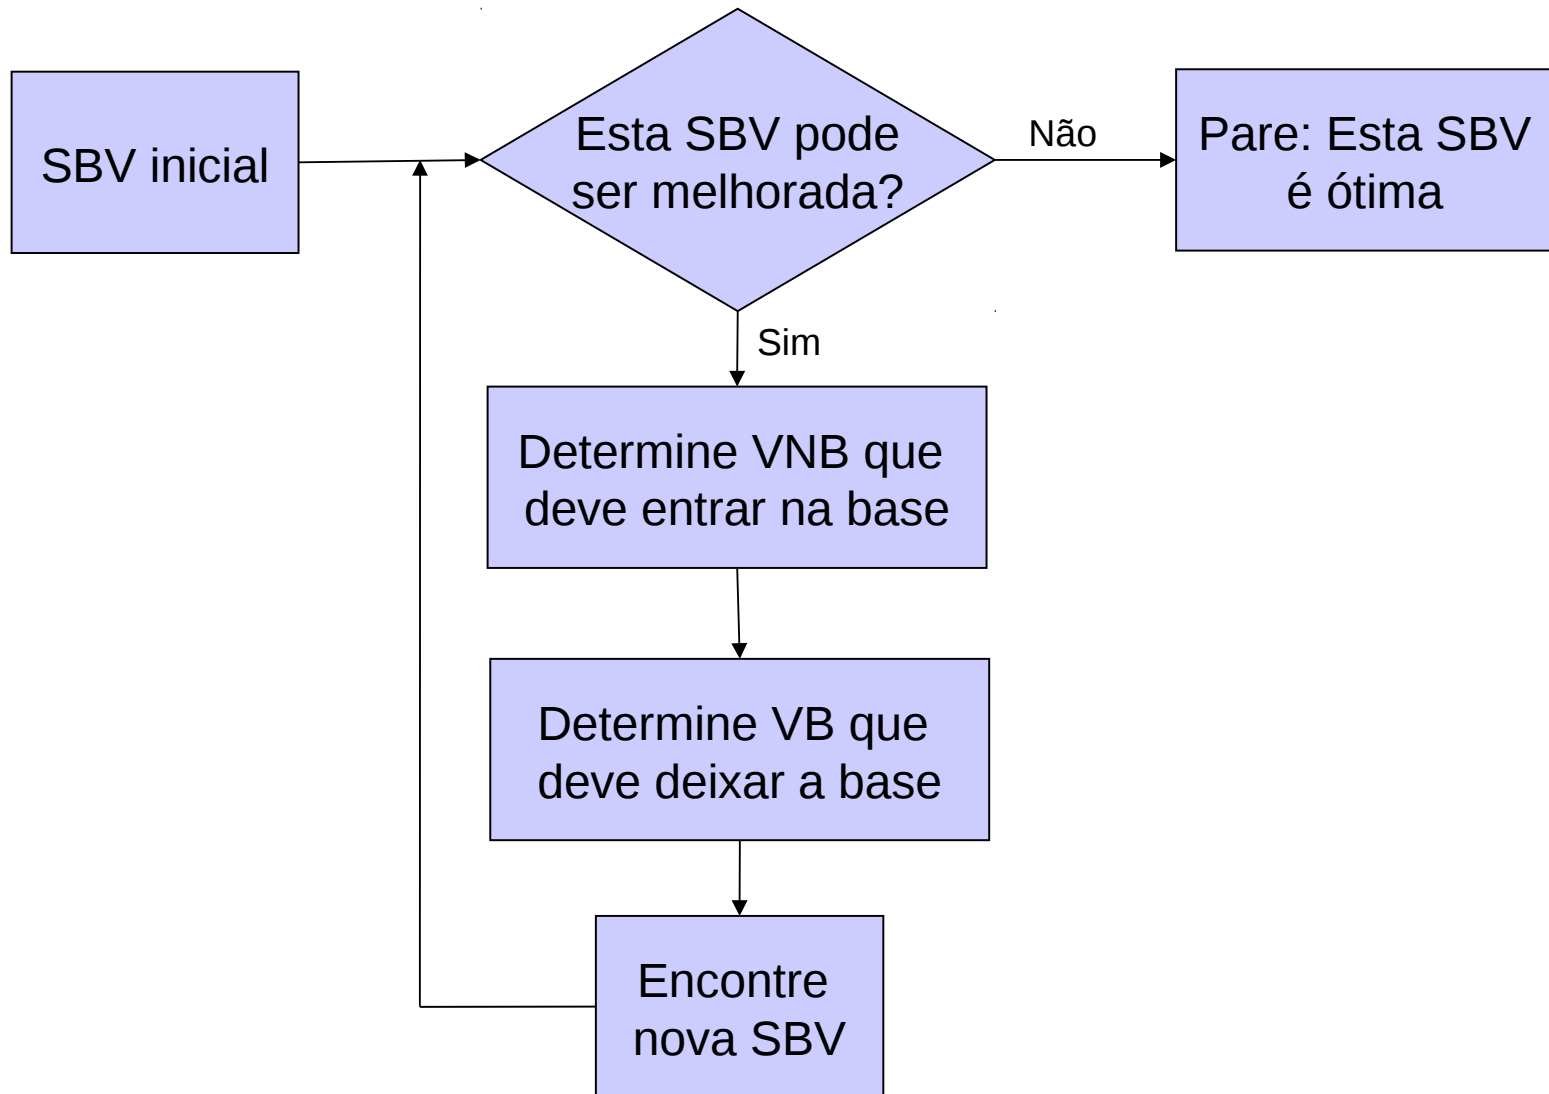 SBV inicial
Esta SBV pode
ser melhorada?
Não
Pare: Esta SBV
é ótima
Sim
Determine VNB que
deve entrar na base
Determine VB que
deve deixar a base
Encontre
nova SBV